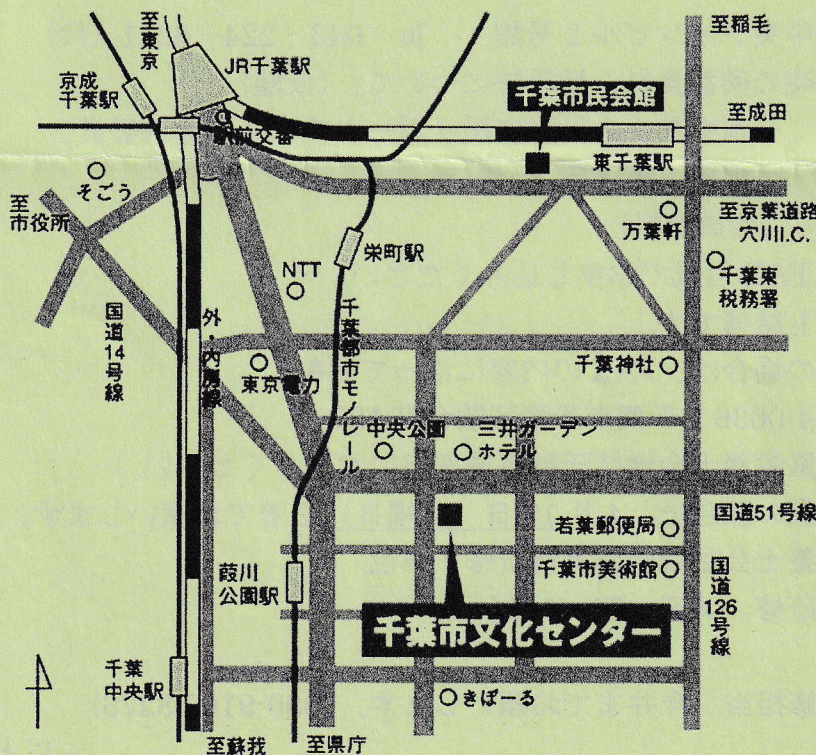 至東京
至稲毛
JR千葉駅
京成
千葉駅
千葉市民会館
至成田
駅前交番
東千葉駅
そごう
至
市役所
万葉軒
至京葉道路
穴川I.C.
栄町駅
NTT
千葉東
税務署
国道14号線
外・内房線
千葉都市モノレール
東京電力
千葉神社
中央公園
三井ガーデン
ホテル
国道51号線
若葉郵便局
葭川
公園駅
千葉市美術館
国道126号線
千葉市文化センター
千葉
中央駅
きぼーる
至蘇我
至県庁